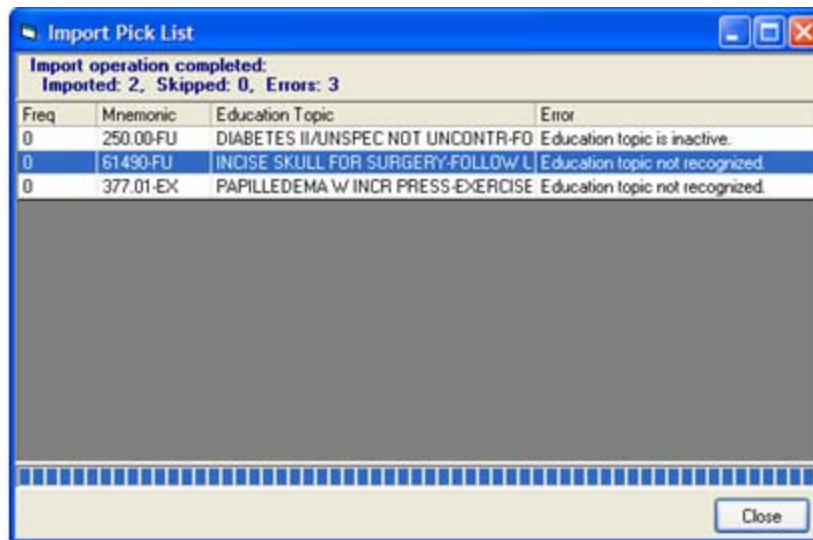 Import Pick List
Import operation completed:
Imported: 2, Skipped: 0, Errors: 3
Freq Mnemonic Education Topic Error
0 250.00-FU DIABETES II/UNSPEC NOT UNCONTR-FO Education topic is inactive.
0 61490-FU INCISE SKULL FOR SURGERY-FOLLOW U Education topic not recognized.
0 377.01-EX PAPILLEDEMA W INCR PRESS-EXERCISE Education topic not recognized.
Close